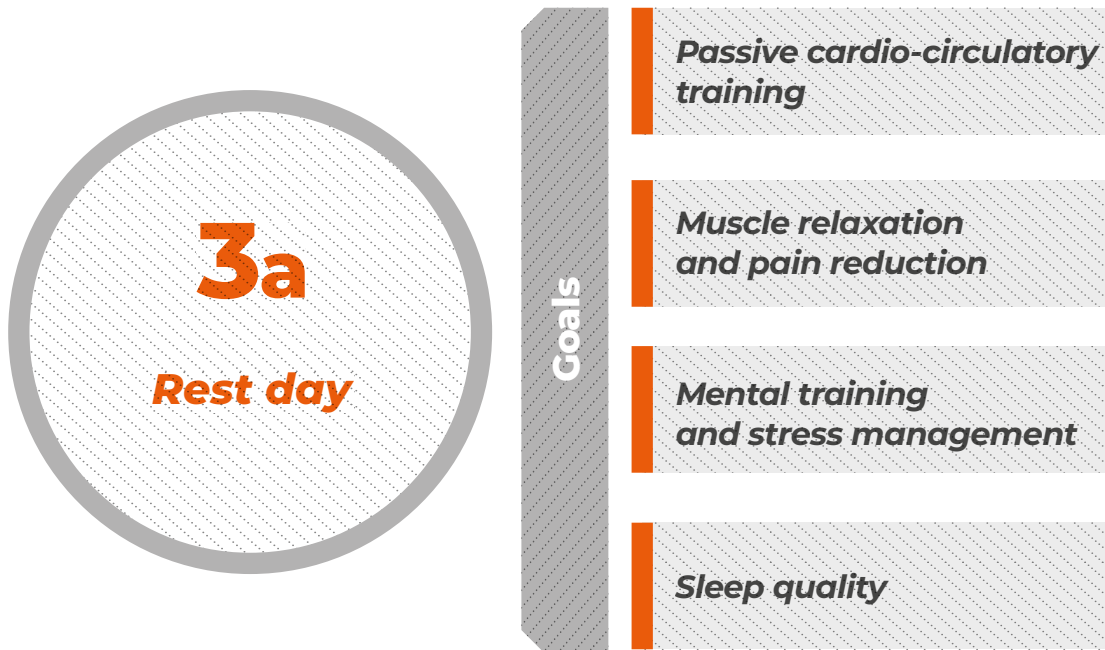 3a
Rest day
Goals
Passive cardio-circulatory
training
Muscle relaxation
and pain reduction
Mental training
and stress management
Sleep quality